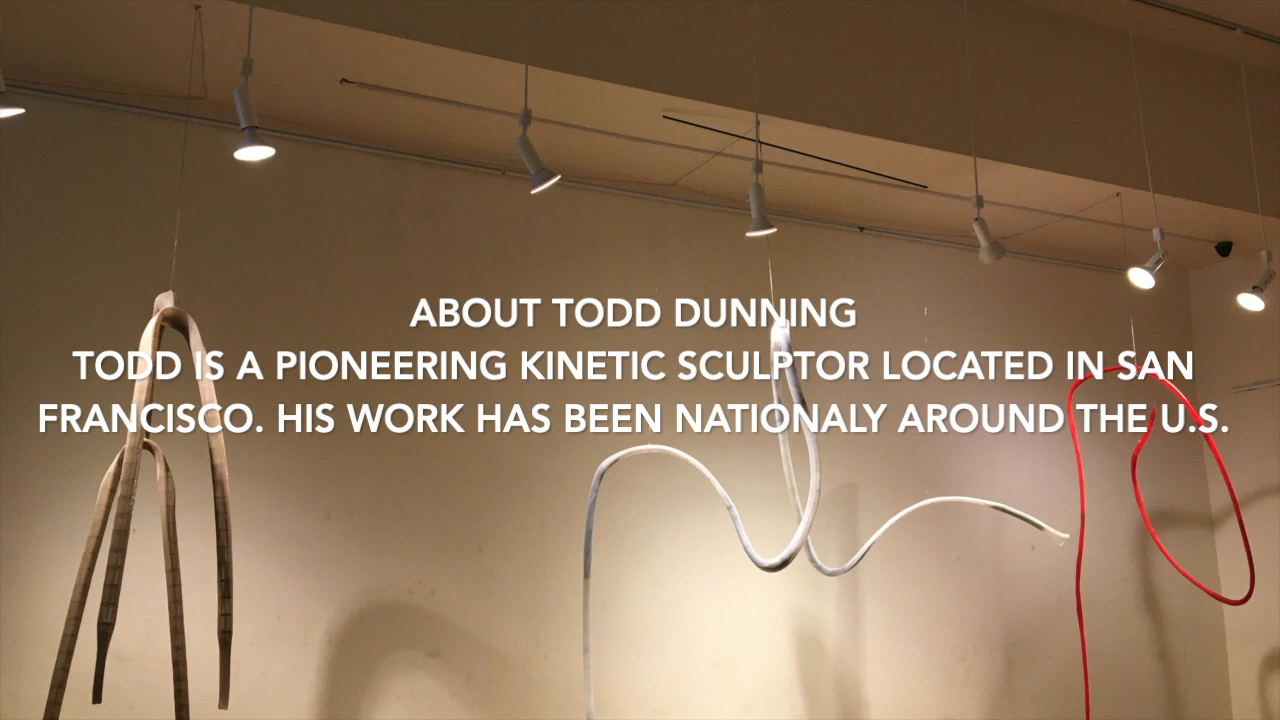 ABOUT TODD DUNNING
TODD IS A PIONEERING KINETIC SCULPTOR LOCATED IN SAN
FRANCISCO. HIS WORK HAS BEEN NATIONALY AROUND THE U.S.